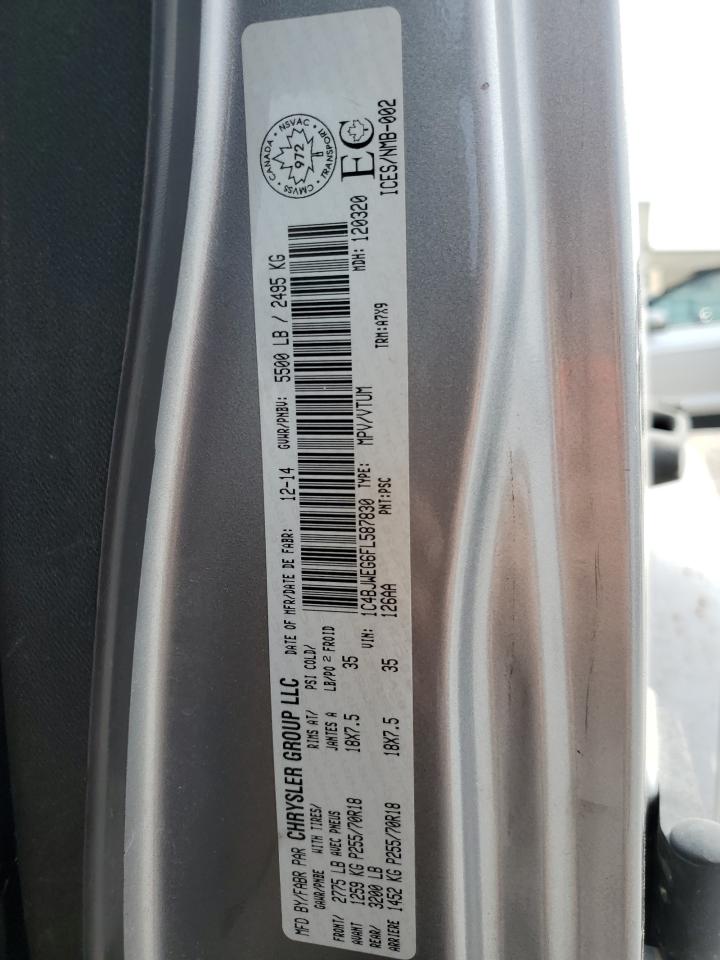 MFD BY/FABR PAR CHRYSLER GROUP LLC DATE OF MFR/DATE DE FABR: 12-14 GVWR/PNBV: 5500 LB / 2495 KG
GAWR/PNBE WITH TIRES/ AVEC PNEUS RIMS AT/ JANTES A PSI COLD/ LB/PO 2 FROID
FRONT/ 2775 LB
AVANT 1259 KG P255/70R18 18X7.5 35
REAR/ 3200 LB
ARRIERE 1452 KG P255/70R18 18X7.5 35
VIN: 1C4BJWEG6FL587830 TYPE: MPV/VTUM MDH: 120320
126AA PNT:PSC TRM:A7X9 ICES/NMB-002
CANADA · NSVAC · TRANSPORT · CMVSS
972
EC